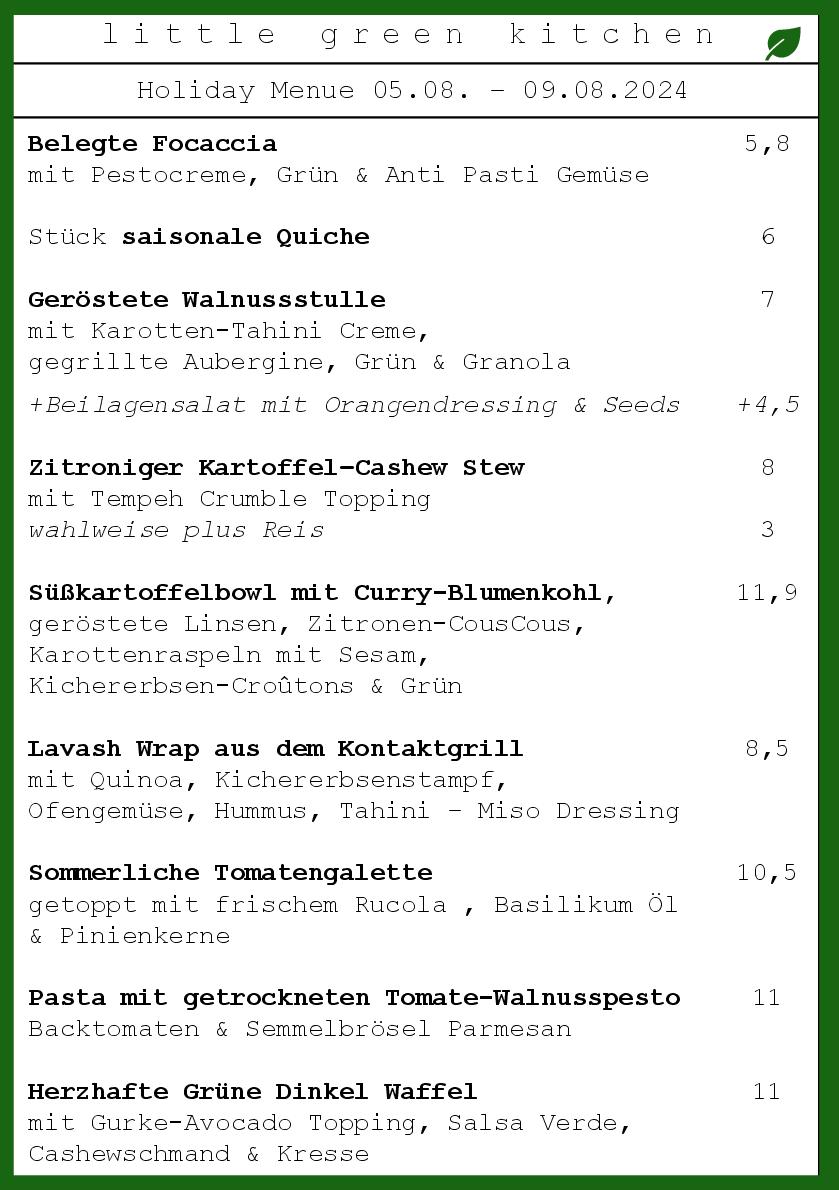 little green kitchen
Holiday Menue 05.08. - 09.08.2024
Belegte Focaccia 5,8
mit Pestocreme, Grün & Anti Pasti Gemüse
Stück saisonale Quiche 6
Geröstete Walnussstulle 7
mit Karotten-Tahini Creme,
gegrillte Aubergine, Grün & Granola
+Beilagensalat mit Orangendressing & Seeds +4,5
Zitroniger Kartoffel-Cashew Stew 8
mit Tempeh Crumble Topping
wahlweise plus Reis 3
Süßkartoffelbowl mit Curry-Blumenkohl, 11,9
geröstete Linsen, Zitronen-CousCous,
Karottenraspeln mit Sesam,
Kichererbsen-Croûtons & Grün
Lavash Wrap aus dem Kontaktgrill 8,5
mit Quinoa, Kichererbsenstampf,
Ofengemüse, Hummus, Tahini - Miso Dressing
Sommerliche Tomatengalette 10,5
getoppt mit frischem Rucola , Basilikum Öl
& Pinienkerne
Pasta mit getrockneten Tomate-Walnusspesto 11
Backtomaten & Semmelbrösel Parmesan
Herzhafte Grüne Dinkel Waffel 11
mit Gurke-Avocado Topping, Salsa Verde,
Cashewschmand & Kresse